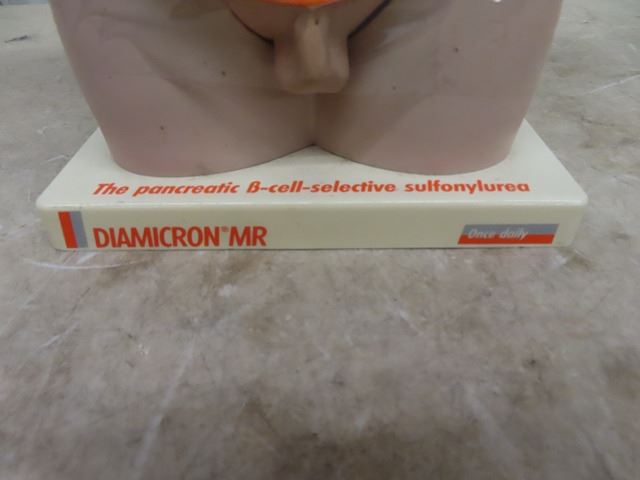 The pancreatic β-cell-selective sulfonylurea
DIAMICRON® MR
Once daily